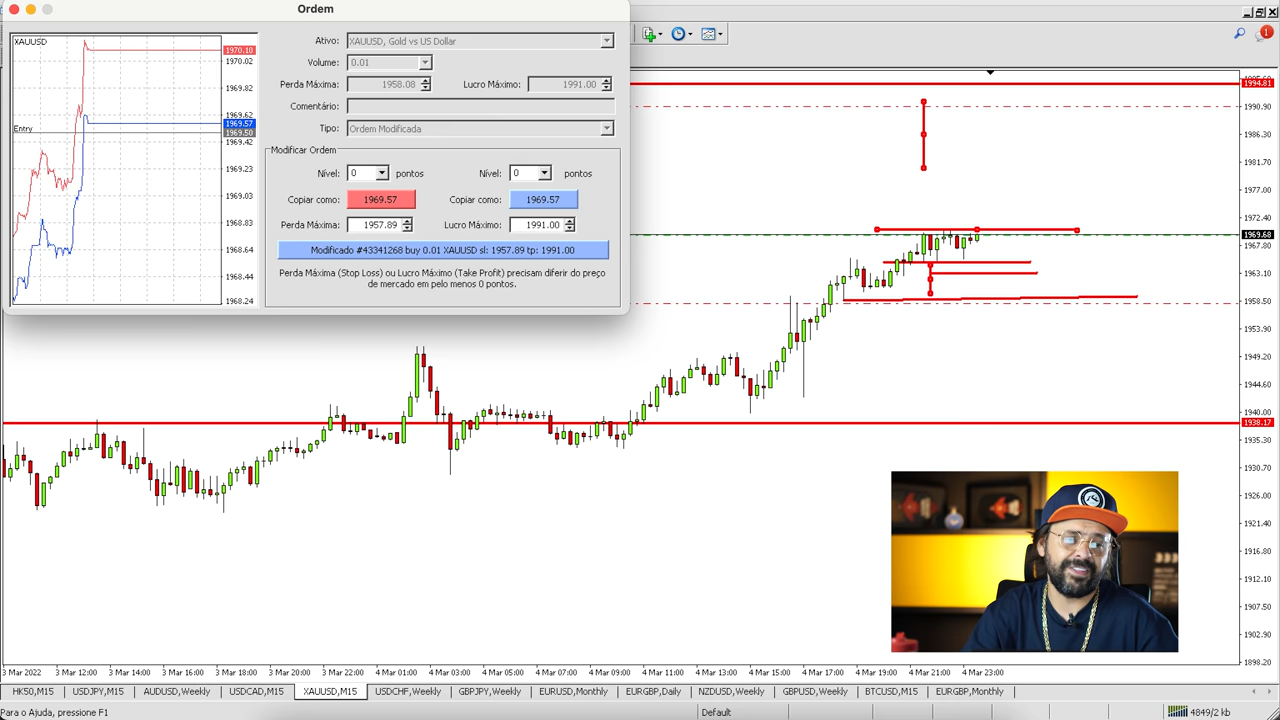 Ordem
XAUUSD
1970.10
1970.02
1969.82
1969.62
1969.57
Entry
1969.50
1969.42
1969.23
1969.03
1968.83
1968.63
1968.44
1968.24
Ativo: XAUUSD, Gold vs US Dollar
Volume: 0.01
Perda Máxima: 1958.08 Lucro Máximo: 1991.00
Comentário:
Tipo: Ordem Modificada
Modificar Ordem
Nível: 0 pontos Nível: 0 pontos
Copiar como: 1969.57 Copiar como: 1969.57
Perda Máxima: 1957.89 Lucro Máximo: 1991.00
Modificado #43341268 buy 0.01 XAUUSD sl: 1957.89 tp: 1991.00
Perda Máxima (Stop Loss) ou Lucro Máximo (Take Profit) precisam diferir do preço
de mercado em pelo menos 0 pontos.
1
1994.81
1990.90
1986.30
1981.70
1977.00
1972.40
1969.68
1967.80
1963.10
1958.50
1953.90
1949.20
1944.60
1940.00
1938.17
1935.30
1930.70
1926.00
1921.40
1916.80
1912.10
1907.50
1902.90
1898.20
3 Mar 2022 3 Mar 12:00 3 Mar 14:00 3 Mar 16:00 3 Mar 18:00 3 Mar 20:00 3 Mar 22:00 4 Mar 01:00 4 Mar 03:00 4 Mar 05:00 4 Mar 07:00 4 Mar 09:00 4 Mar 11:00 4 Mar 13:00 4 Mar 15:00 4 Mar 17:00 4 Mar 19:00 4 Mar 21:00 4 Mar 23:00
HK50,M15 USDJPY,M15 AUDUSD,Weekly USDCAD,M15 XAUUSD,M15 USDCHF,Weekly GBPJPY,Weekly EURUSD,Monthly EURGBP,Daily NZDUSD,Weekly GBPUSD,Weekly BTCUSD,M15 EURGBP,Monthly
Para o Ajuda, pressione F1 Default 4849/2 kb